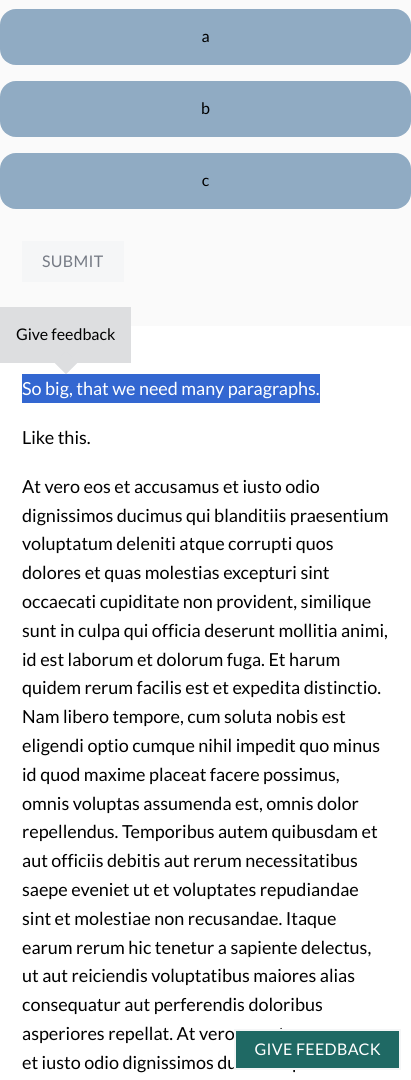 a
b
c
SUBMIT
Give feedback
So big, that we need many paragraphs.
Like this.
At vero eos et accusamus et iusto odio
dignissimos ducimus qui blanditiis praesentium
voluptatum deleniti atque corrupti quos
dolores et quas molestias excepturi sint
occaecati cupiditate non provident, similique
sunt in culpa qui officia deserunt mollitia animi,
id est laborum et dolorum fuga. Et harum
quidem rerum facilis est et expedita distinctio.
Nam libero tempore, cum soluta nobis est
eligendi optio cumque nihil impedit quo minus
id quod maxime placeat facere possimus,
omnis voluptas assumenda est, omnis dolor
repellendus. Temporibus autem quibusdam et
aut officiis debitis aut rerum necessitatibus
saepe eveniet ut et voluptates repudiandae
sint et molestiae non recusandae. Itaque
earum rerum hic tenetur a sapiente delectus,
ut aut reiciendis voluptatibus maiores alias
consequatur aut perferendis doloribus
asperiores repellat. At vero
et iusto odio dignissimos
GIVE FEEDBACK